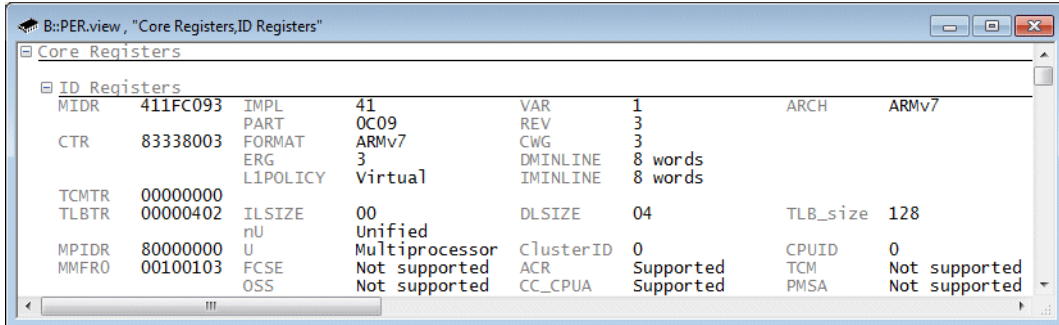 B::PER.view , "Core Registers,ID Registers"
Core Registers
ID Registers
MIDR 411FC093 IMPL 41 VAR 1 ARCH ARMv7
PART 0C09 REV 3
CTR 83338003 FORMAT ARMv7 CWG 3
ERG 3 DMINLINE 8 words
L1POLICY Virtual IMINLINE 8 words
TCMTR 00000000
TLBTR 00000402 ILSIZE 00 DLSIZE 04 TLB_size 128
nU Unified
MPIDR 80000000 U Multiprocessor ClusterID 0 CPUID 0
MMFR0 00100103 FCSE Not supported ACR Supported TCM Not supported
OSS Not supported CC_CPUA Supported PMSA Not supported